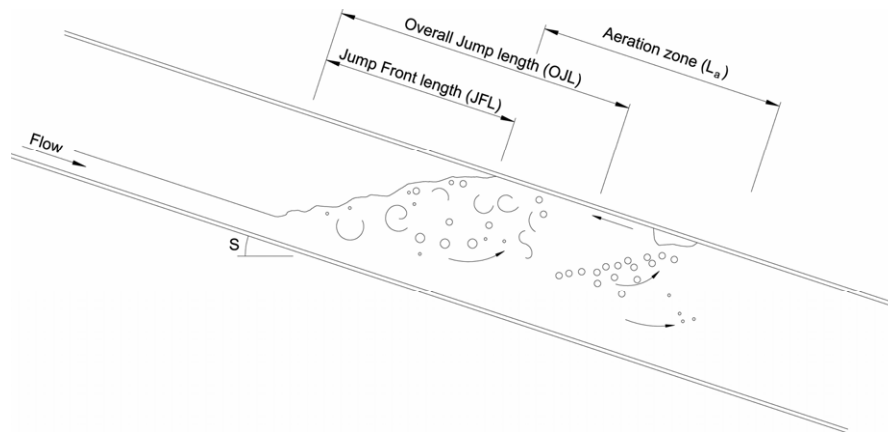 Overall Jump length (OJL)
Aeration zone (La)
Jump Front length (JFL)
Flow
S